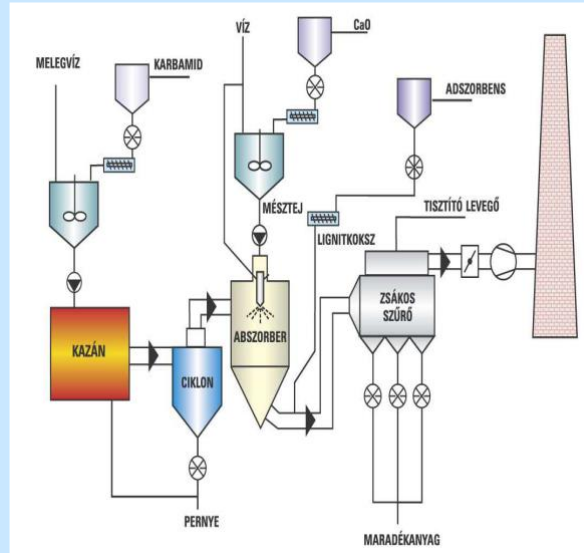 VÍZ
CaO
MELEGVÍZ
KARBAMID
ADSZORBENS
MÉSZTEJ
TISZTÍTÓ LEVEGŐ
LIGNITKOKSZ
ZSÁKOS
SZŰRŐ
ABSZORBER
KAZÁN
CIKLON
PERNYE
MARADÉKANYAG